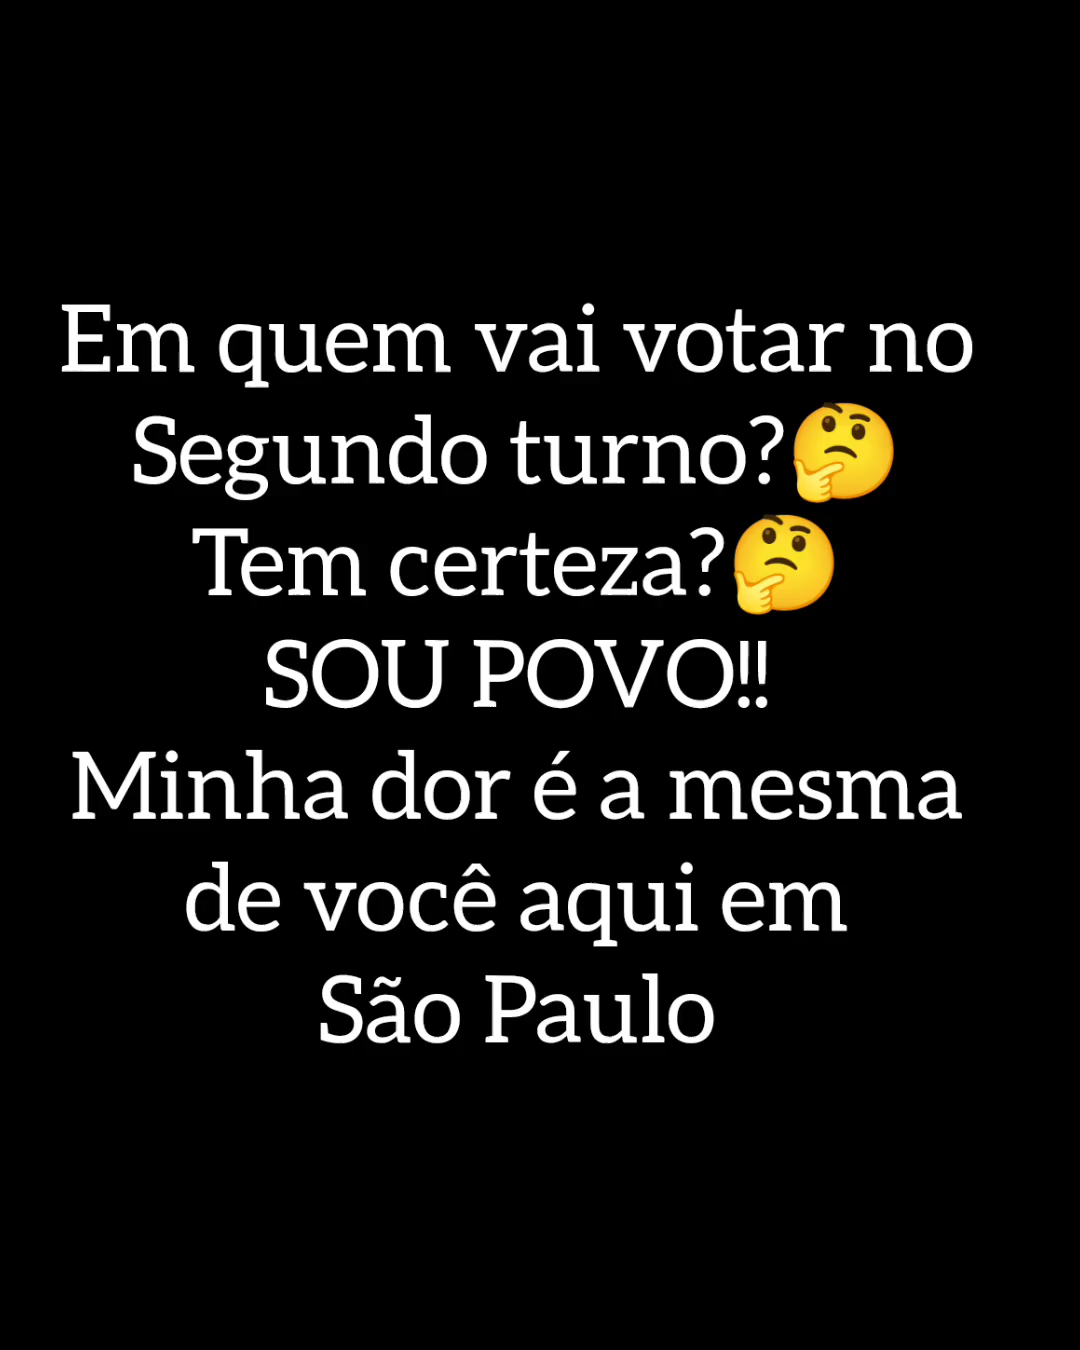 Em quem vai votar no
Segundo turno?🤔
Tem certeza?🤔
SOU POVO!!
Minha dor é a mesma
de você aqui em
São Paulo